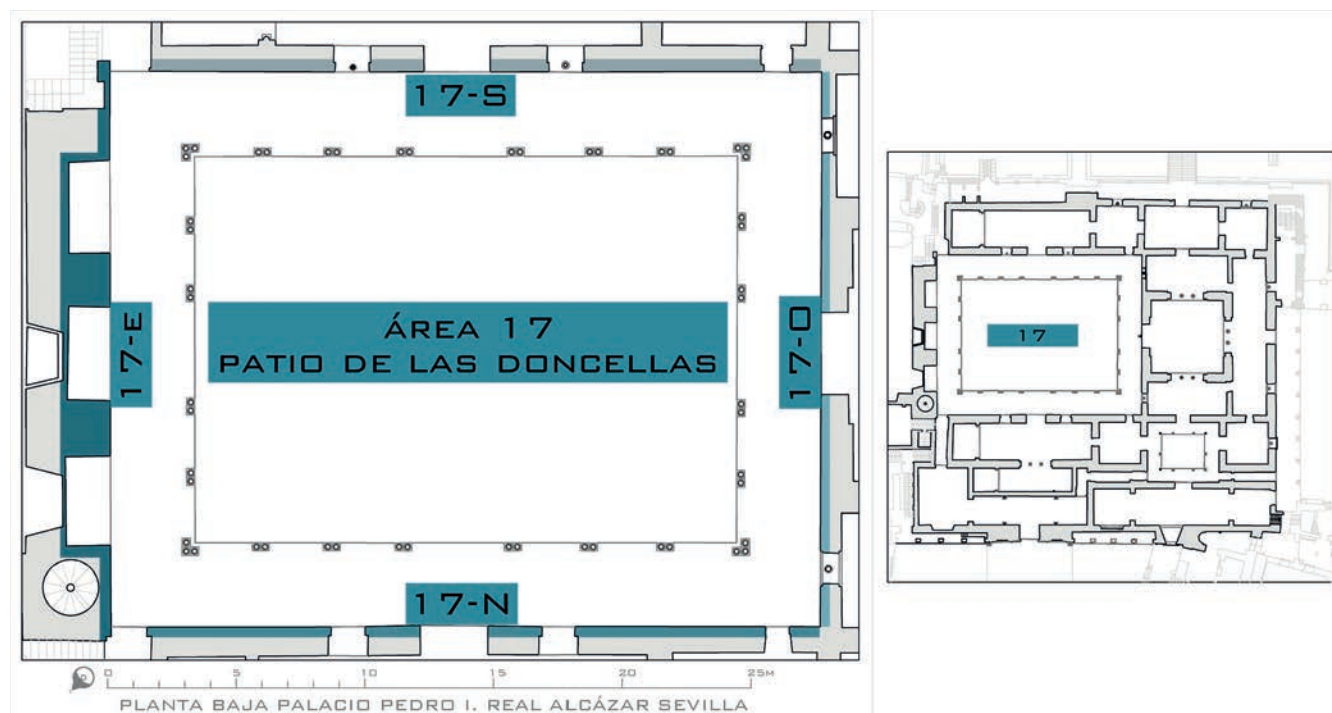 17-S
17-E
ÁREA 17
PATIO DE LAS DONCELLAS
17-O
17-N
0 5 10 15 20 25M
PLANTA BAJA PALACIO PEDRO I. REAL ALCÁZAR SEVILLA
17